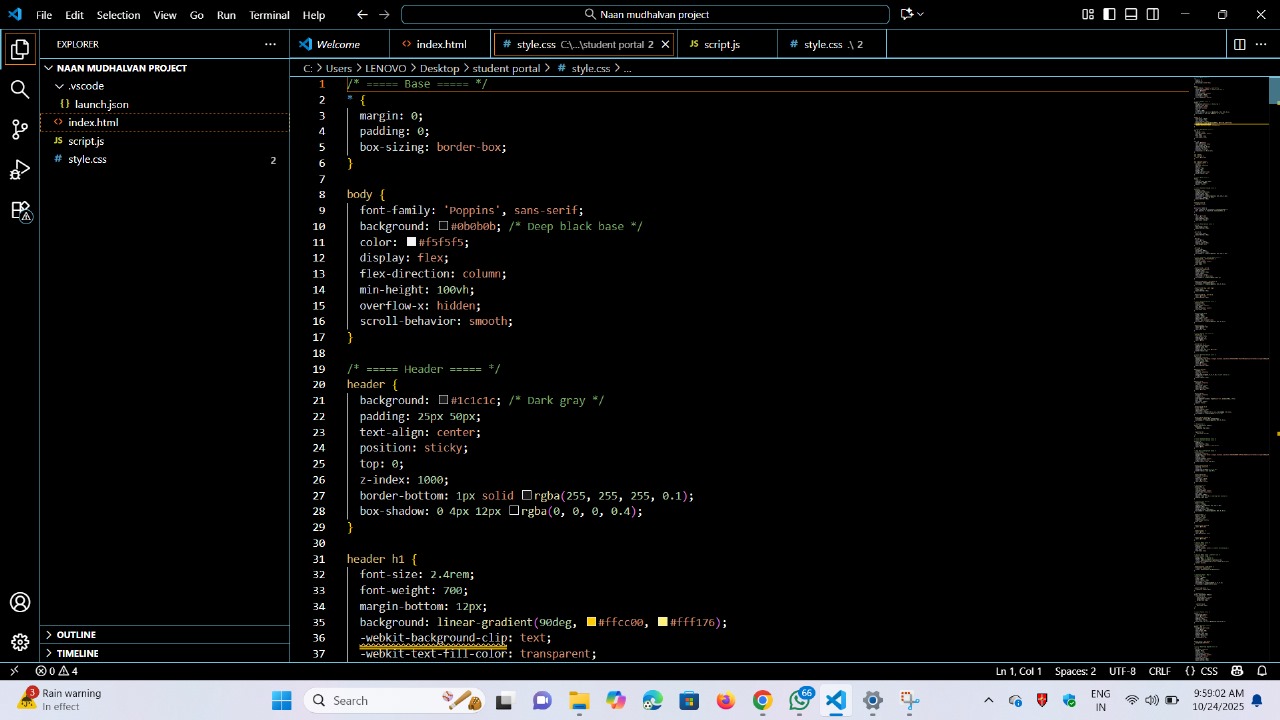 File Edit Selection View Go Run Terminal Help
Naan mudhalvan project
EXPLORER
Welcome
index.html
style.css C:\...\student portal 2
script.js
style.css .\ 2
NAAN MUDHALVAN PROJECT
.vscode
launch.json
index.html
script.js
style.css 2
OUTLINE
TIMELINE
C: > Users > LENOVO > Desktop > student portal > # style.css > ...
1 /* ===== Base ===== */
2 * {
3 margin: 0;
4 padding: 0;
5 box-sizing: border-box;
6 }
7
8 body {
9 font-family: 'Poppins', sans-serif;
10 background: #0b0b0b; /* Deep black base */
11 color: #f5f5f5;
12 display: flex;
13 flex-direction: column;
14 min-height: 100vh;
15 overflow-x: hidden;
16 scroll-behavior: smooth;
17 }
18
19 /* ===== Header ===== */
20 header {
21 background: #1c1c1c; /* Dark gray */
22 padding: 25px 50px;
23 text-align: center;
24 position: sticky;
25 top: 0;
26 z-index: 200;
27 border-bottom: 1px solid rgba(255, 255, 255, 0.1);
28 box-shadow: 0 4px 12px rgba(0, 0, 0, 0.4);
29 }
30
31 header h1 {
32 font-size: 2.4rem;
33 font-weight: 700;
34 margin-bottom: 12px;
35 background: linear-gradient(90deg, #ffcc00, #fff176);
36 -webkit-background-clip: text;
37 -webkit-text-fill-color: transparent;
Ln 1, Col 1 Spaces: 2 UTF-8 CRLF {} CSS
3
Rain warning
In effect
Search
66
ENG
IN
9:59:02 AM
10/24/2025